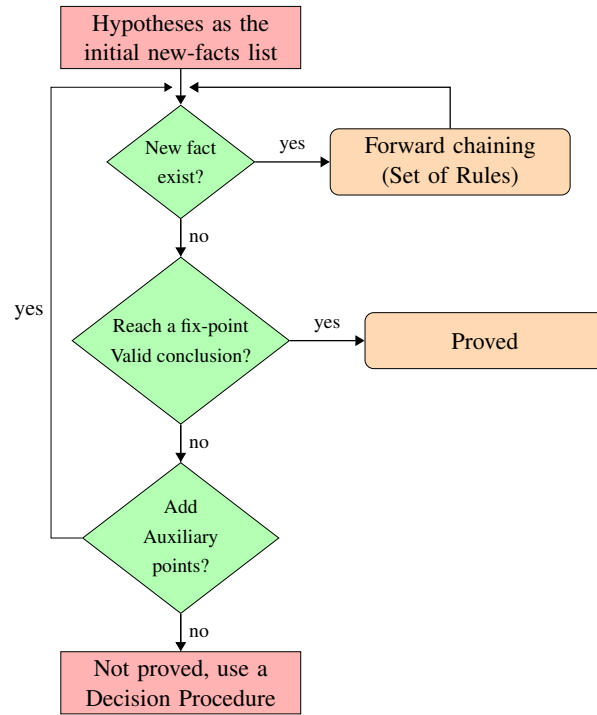 Hypotheses as the
initial new-facts list
New fact
exist?
yes
Forward chaining
(Set of Rules)
no
yes
Reach a fix-point
Valid conclusion?
yes
Proved
no
Add
Auxiliary
points?
no
Not proved, use a
Decision Procedure